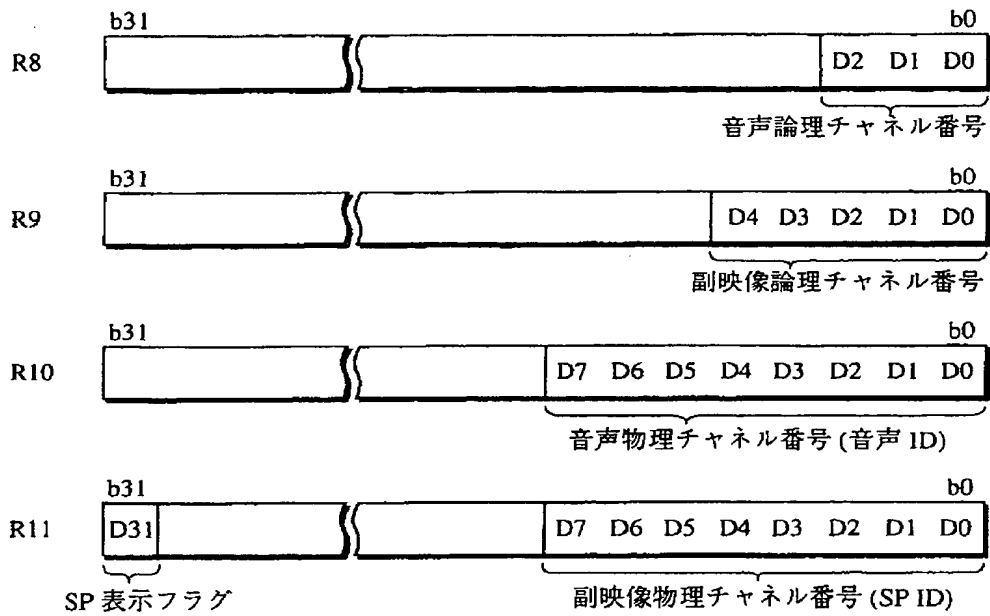 b31 b0
R8 D2 D1 D0
音声論理チャネル番号
b31 b0
R9 D4 D3 D2 D1 D0
副映像論理チャネル番号
b31 b0
R10 D7 D6 D5 D4 D3 D2 D1 D0
音声物理チャネル番号 (音声 ID)
b31 b0
R11 D31 D7 D6 D5 D4 D3 D2 D1 D0
SP 表示フラグ 副映像物理チャネル番号 (SP ID)